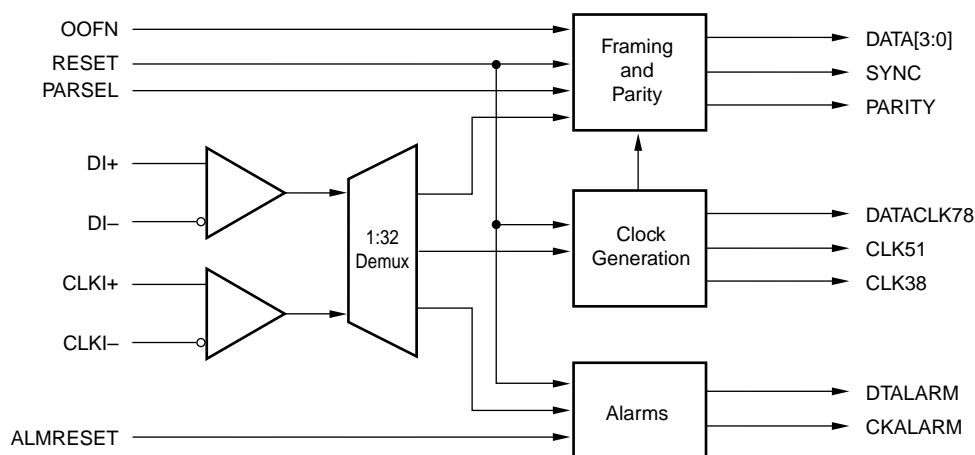 OOFN
RESET
PARSEL
DI+
DI–
CLKI+
CLKI–
ALMRESET
1:32
Demux
Framing
and
Parity
Clock
Generation
Alarms
DATA[3:0]
SYNC
PARITY
DATACLK78
CLK51
CLK38
DTALARM
CKALARM